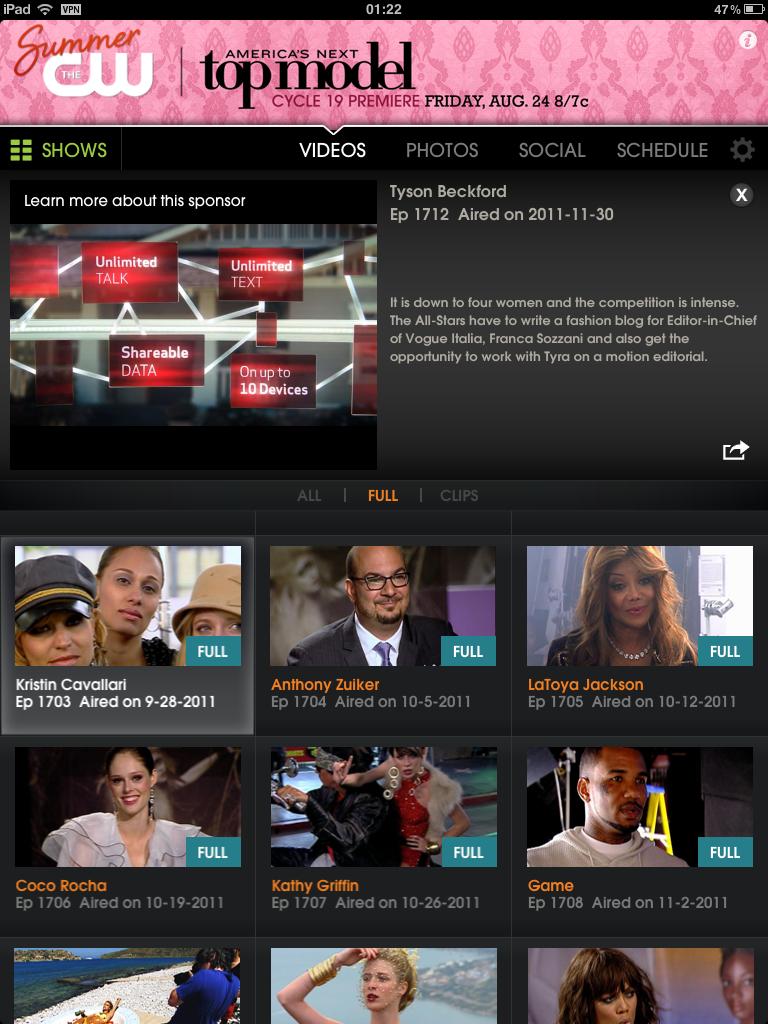 iPad VPN 01:22 47%
Summer
THE
CW
AMERICA'S NEXT
top model
CYCLE 19 PREMIERE FRIDAY, AUG. 24 8/7c
i
SHOWS VIDEOS PHOTOS SOCIAL SCHEDULE
Learn more about this sponsor
Unlimited
TALK
Unlimited
TEXT
Shareable
DATA
On up to
10 Devices
Tyson Beckford
X
Ep 1712 Aired on 2011-11-30
It is down to four women and the competition is intense.
The All-Stars have to write a fashion blog for Editor-in-Chief
of Vogue Italia, Franca Sozzani and also get the
opportunity to work with Tyra on a motion editorial.
ALL | FULL | CLIPS
FULL
Kristin Cavallari
Ep 1703 Aired on 9-28-2011
FULL
Anthony Zuiker
Ep 1704 Aired on 10-5-2011
FULL
LaToya Jackson
Ep 1705 Aired on 10-12-2011
FULL
Coco Rocha
Ep 1706 Aired on 10-19-2011
FULL
Kathy Griffin
Ep 1707 Aired on 10-26-2011
FULL
Game
Ep 1708 Aired on 11-2-2011